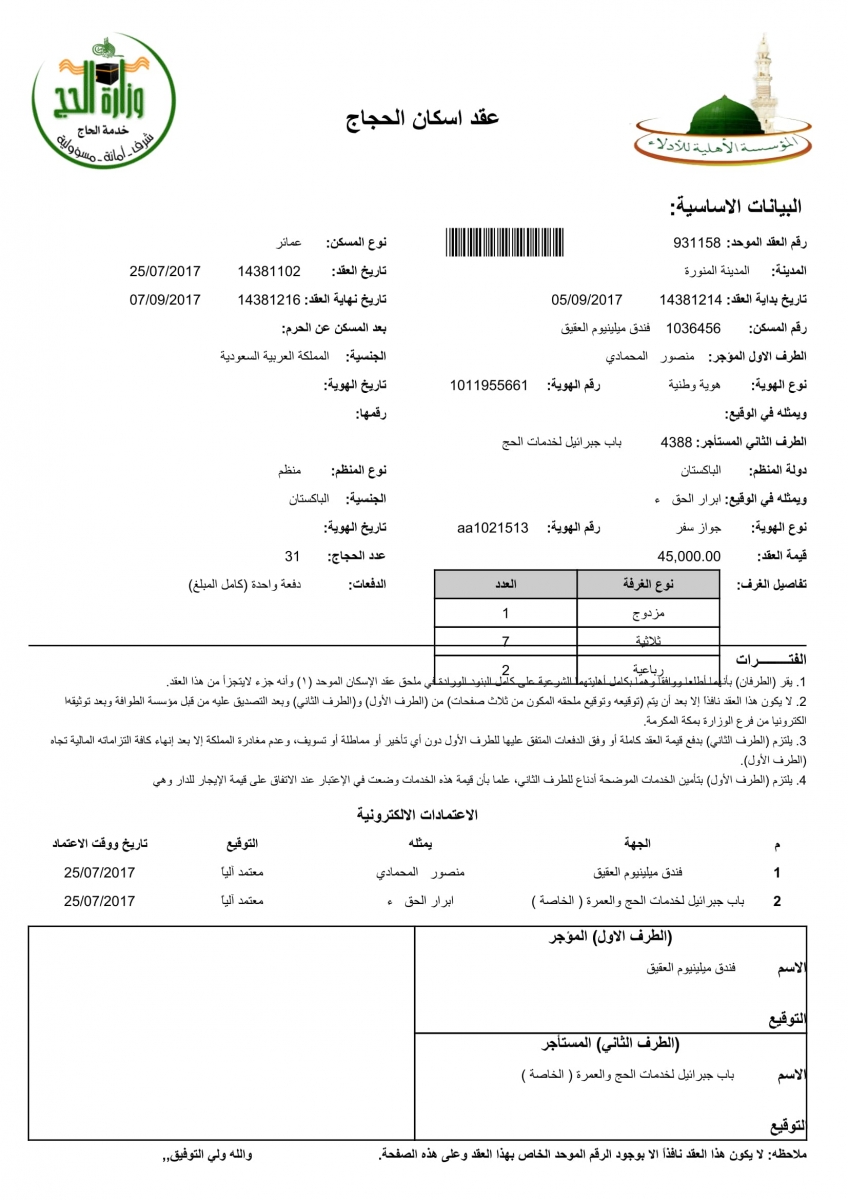 وزارة الحج
خدمة الحاج
شرف - أمانة - مسؤولية
عقد اسكان الحجاج
المؤسسة الأهلية للأدلاء
البيانات الاساسية:
رقم العقد الموحد: 931158 نوع المسكن: عمائر
المدينة: المدينة المنورة تاريخ العقد: 14381102 25/07/2017
تاريخ بداية العقد: 14381214 05/09/2017 تاريخ نهاية العقد: 14381216 07/09/2017
رقم المسكن: 1036456 فندق ميلينيوم العقيق بعد المسكن عن الحرم:
الطرف الاول المؤجر: منصور المحمادي الجنسية: المملكة العربية السعودية
نوع الهوية: هوية وطنية رقم الهوية: 1011955661 تاريخ الهوية:
ويمثله في الوقيع: رقمها:
الطرف الثاني المستأجر: 4388 باب جبرائيل لخدمات الحج
دولة المنظم: الباكستان نوع المنظم: منظم
ويمثله في الوقيع: ابرار الحق ء الجنسية: الباكستان
نوع الهوية: جواز سفر رقم الهوية: aa1021513 تاريخ الهوية:
قيمة العقد: 45,000.00 عدد الحجاج: 31
تفاصيل الغرف: نوع الغرفة العدد الدفعات: دفعة واحدة (كامل المبلغ)
مزدوج 1
ثلاثية 7
رباعية 2
الفتــــــــرات
1. يقر (الطرفان) بأنهما أطلعا ووافقا وهما بكامل أهليتهما الشرعية على كامل البنود الورادة في ملحق عقد الإسكان الموحد (١) وأنه جزء لايتجزأ من هذا العقد.
2. لا يكون هذا العقد نافذًا إلا بعد أن يتم (توقيعه وتوقيع ملحقه المكون من ثلاث صفحات) من (الطرف الأول) و(الطرف الثاني) وبعد التصديق عليه من قبل مؤسسة الطوافة وبعد توثيقه!
الكترونيا من فرع الوزارة بمكة المكرمة.
3. يلتزم (الطرف الثاني) بدفع قيمة العقد كاملة أو وفق الدفعات المتفق عليها للطرف الأول دون أي تأخير أو مماطلة أو تسويف، وعدم مغادرة المملكة إلا بعد إنهاء كافة التزاماته المالية تجاه
(الطرف الأول).
4. يلتزم (الطرف الأول) بتأمين الخدمات الموضحة أدناع للطرف الثاني، علما بأن قيمة هذه الخدمات وضعت في الإعتبار عند الاتفاق على قيمة الإيجار للدار وهي
الاعتمادات الالكترونية
م الجهة يمثله التوقيع تاريخ ووقت الاعتماد
1 فندق ميلينيوم العقيق منصور المحمادي معتمد آلياً 25/07/2017
2 باب جبرائيل لخدمات الحج والعمرة ( الخاصة ) ابرار الحق ء معتمد آلياً 25/07/2017
(الطرف الاول) المؤجر
الاسم فندق ميلينيوم العقيق
التوقيع
(الطرف الثاني) المستأجر
الاسم باب جبرائيل لخدمات الحج والعمرة ( الخاصة )
التوقيع
ملاحظه: لا يكون هذا العقد نافذاً الا بوجود الرقم الموحد الخاص بهذا العقد وعلى هذه الصفحة. والله ولي التوفيق,,